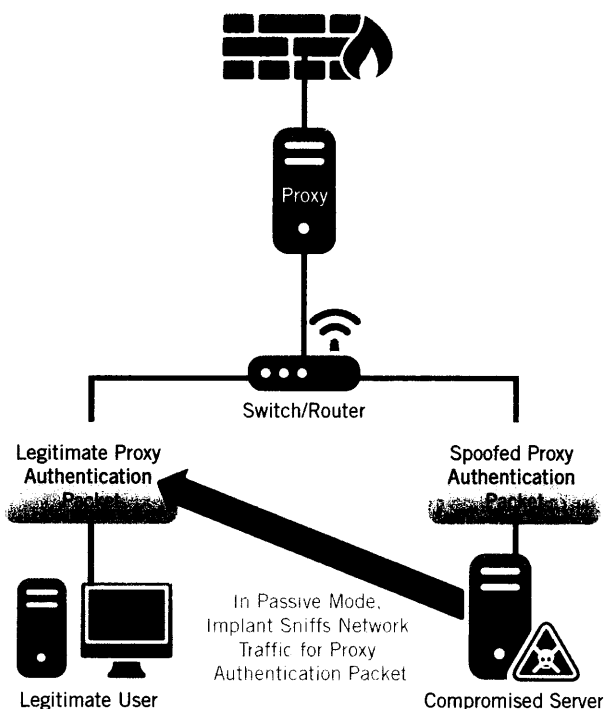 Proxy
Switch/Router
Legitimate Proxy
Authentication
Packet
Spoofed Proxy
Authentication
Packet
In Passive Mode,
Implant Sniffs Network
Traffic for Proxy
Authentication Packet
Legitimate User
Compromised Server